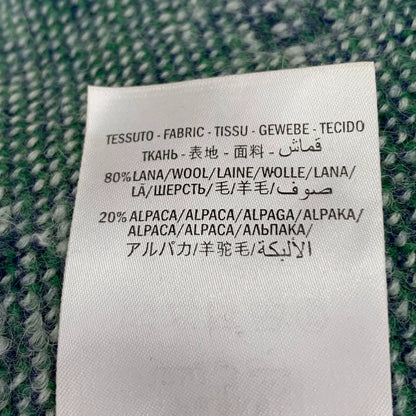 TESSUTO - FABRIC - TISSU - GEWEBE - TECIDO
ТКАНЬ - 表地 - 面料 - قماش
80% LANA/WOOL/LAINE/WOLLE/LANA/
LÃ/ШЕРСТЬ/毛/羊毛/صوف
20% ALPACA/ALPACA/ALPAGA/ALPAKA/
ALPACA/ALPACA/АЛЬПАКА/
アルパカ/羊驼毛/الألبكة